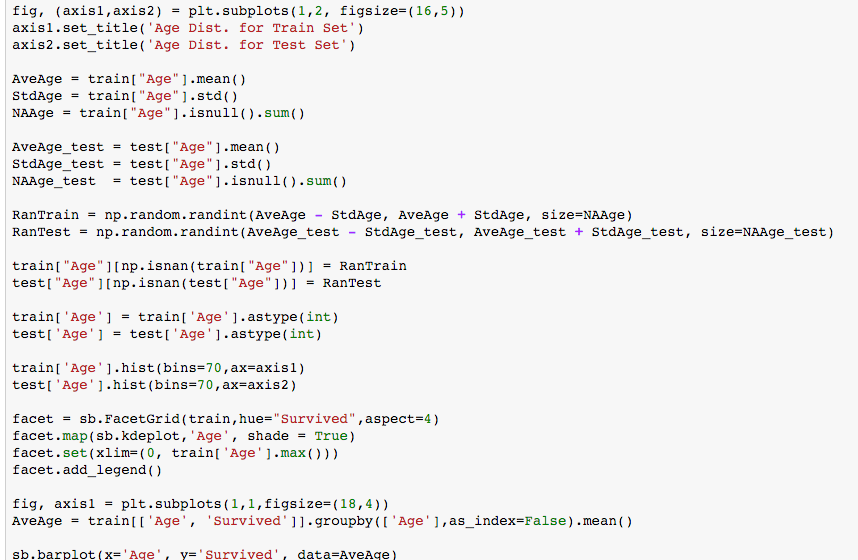 fig, (axis1,axis2) = plt.subplots(1,2, figsize=(16,5))
axis1.set_title('Age Dist. for Train Set')
axis2.set_title('Age Dist. for Test Set')
AveAge = train["Age"].mean()
StdAge = train["Age"].std()
NAAge = train["Age"].isnull().sum()
AveAge_test = test["Age"].mean()
StdAge_test = test["Age"].std()
NAAge_test  = test["Age"].isnull().sum()
RanTrain = np.random.randint(AveAge - StdAge, AveAge + StdAge, size=NAAge)
RanTest = np.random.randint(AveAge_test - StdAge_test, AveAge_test + StdAge_test, size=NAAge_test)
train["Age"][np.isnan(train["Age"])] = RanTrain
test["Age"][np.isnan(test["Age"])] = RanTest
train['Age'] = train['Age'].astype(int)
test['Age'] = test['Age'].astype(int)
train['Age'].hist(bins=70,ax=axis1)
test['Age'].hist(bins=70,ax=axis2)
facet = sb.FacetGrid(train,hue="Survived",aspect=4)
facet.map(sb.kdeplot,'Age', shade = True)
facet.set(xlim=(0, train['Age'].max()))
facet.add_legend()
fig, axis1 = plt.subplots(1,1,figsize=(18,4))
AveAge = train[['Age', 'Survived']].groupby(['Age'],as_index=False).mean()
sb.barplot(x='Age', y='Survived', data=AveAge)